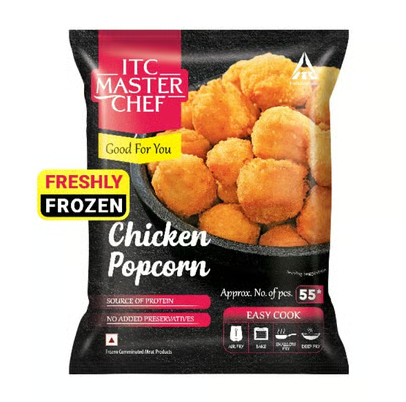 ITC
MASTER
CHEF
Good For You
FRESHLY
FROZEN
Chicken
Popcorn
Approx. No. of pcs. 55*
SOURCE OF PROTEIN
NO ADDED PRESERVATIVES
EASY COOK
AIR FRY
BAKE
SHALLOW
FRY
DEEP FRY
Frozen Comminuted Meat Products